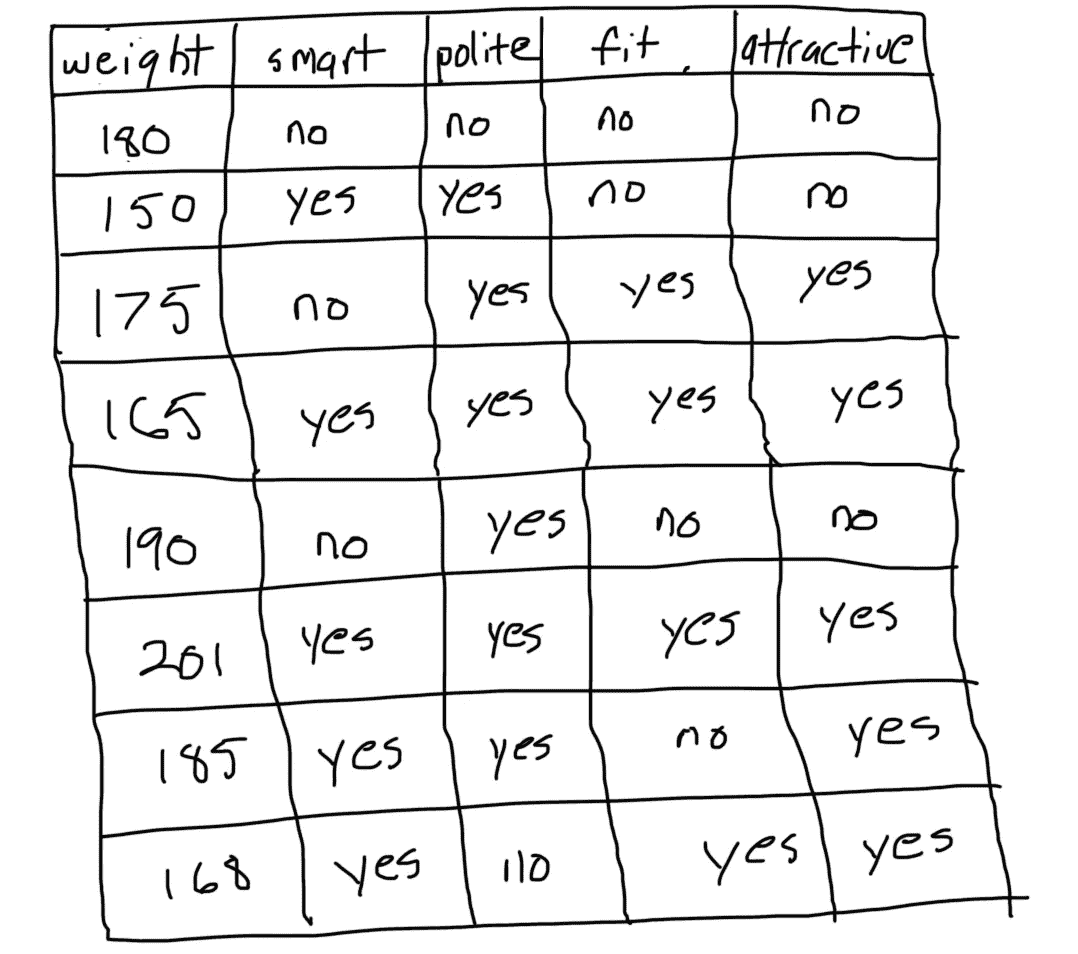 weight smart polite fit attractive
180 no no no no
150 yes yes no no
175 no yes yes yes
165 yes yes yes yes
190 no yes no no
201 yes yes yes yes
185 yes yes no yes
168 yes no yes yes